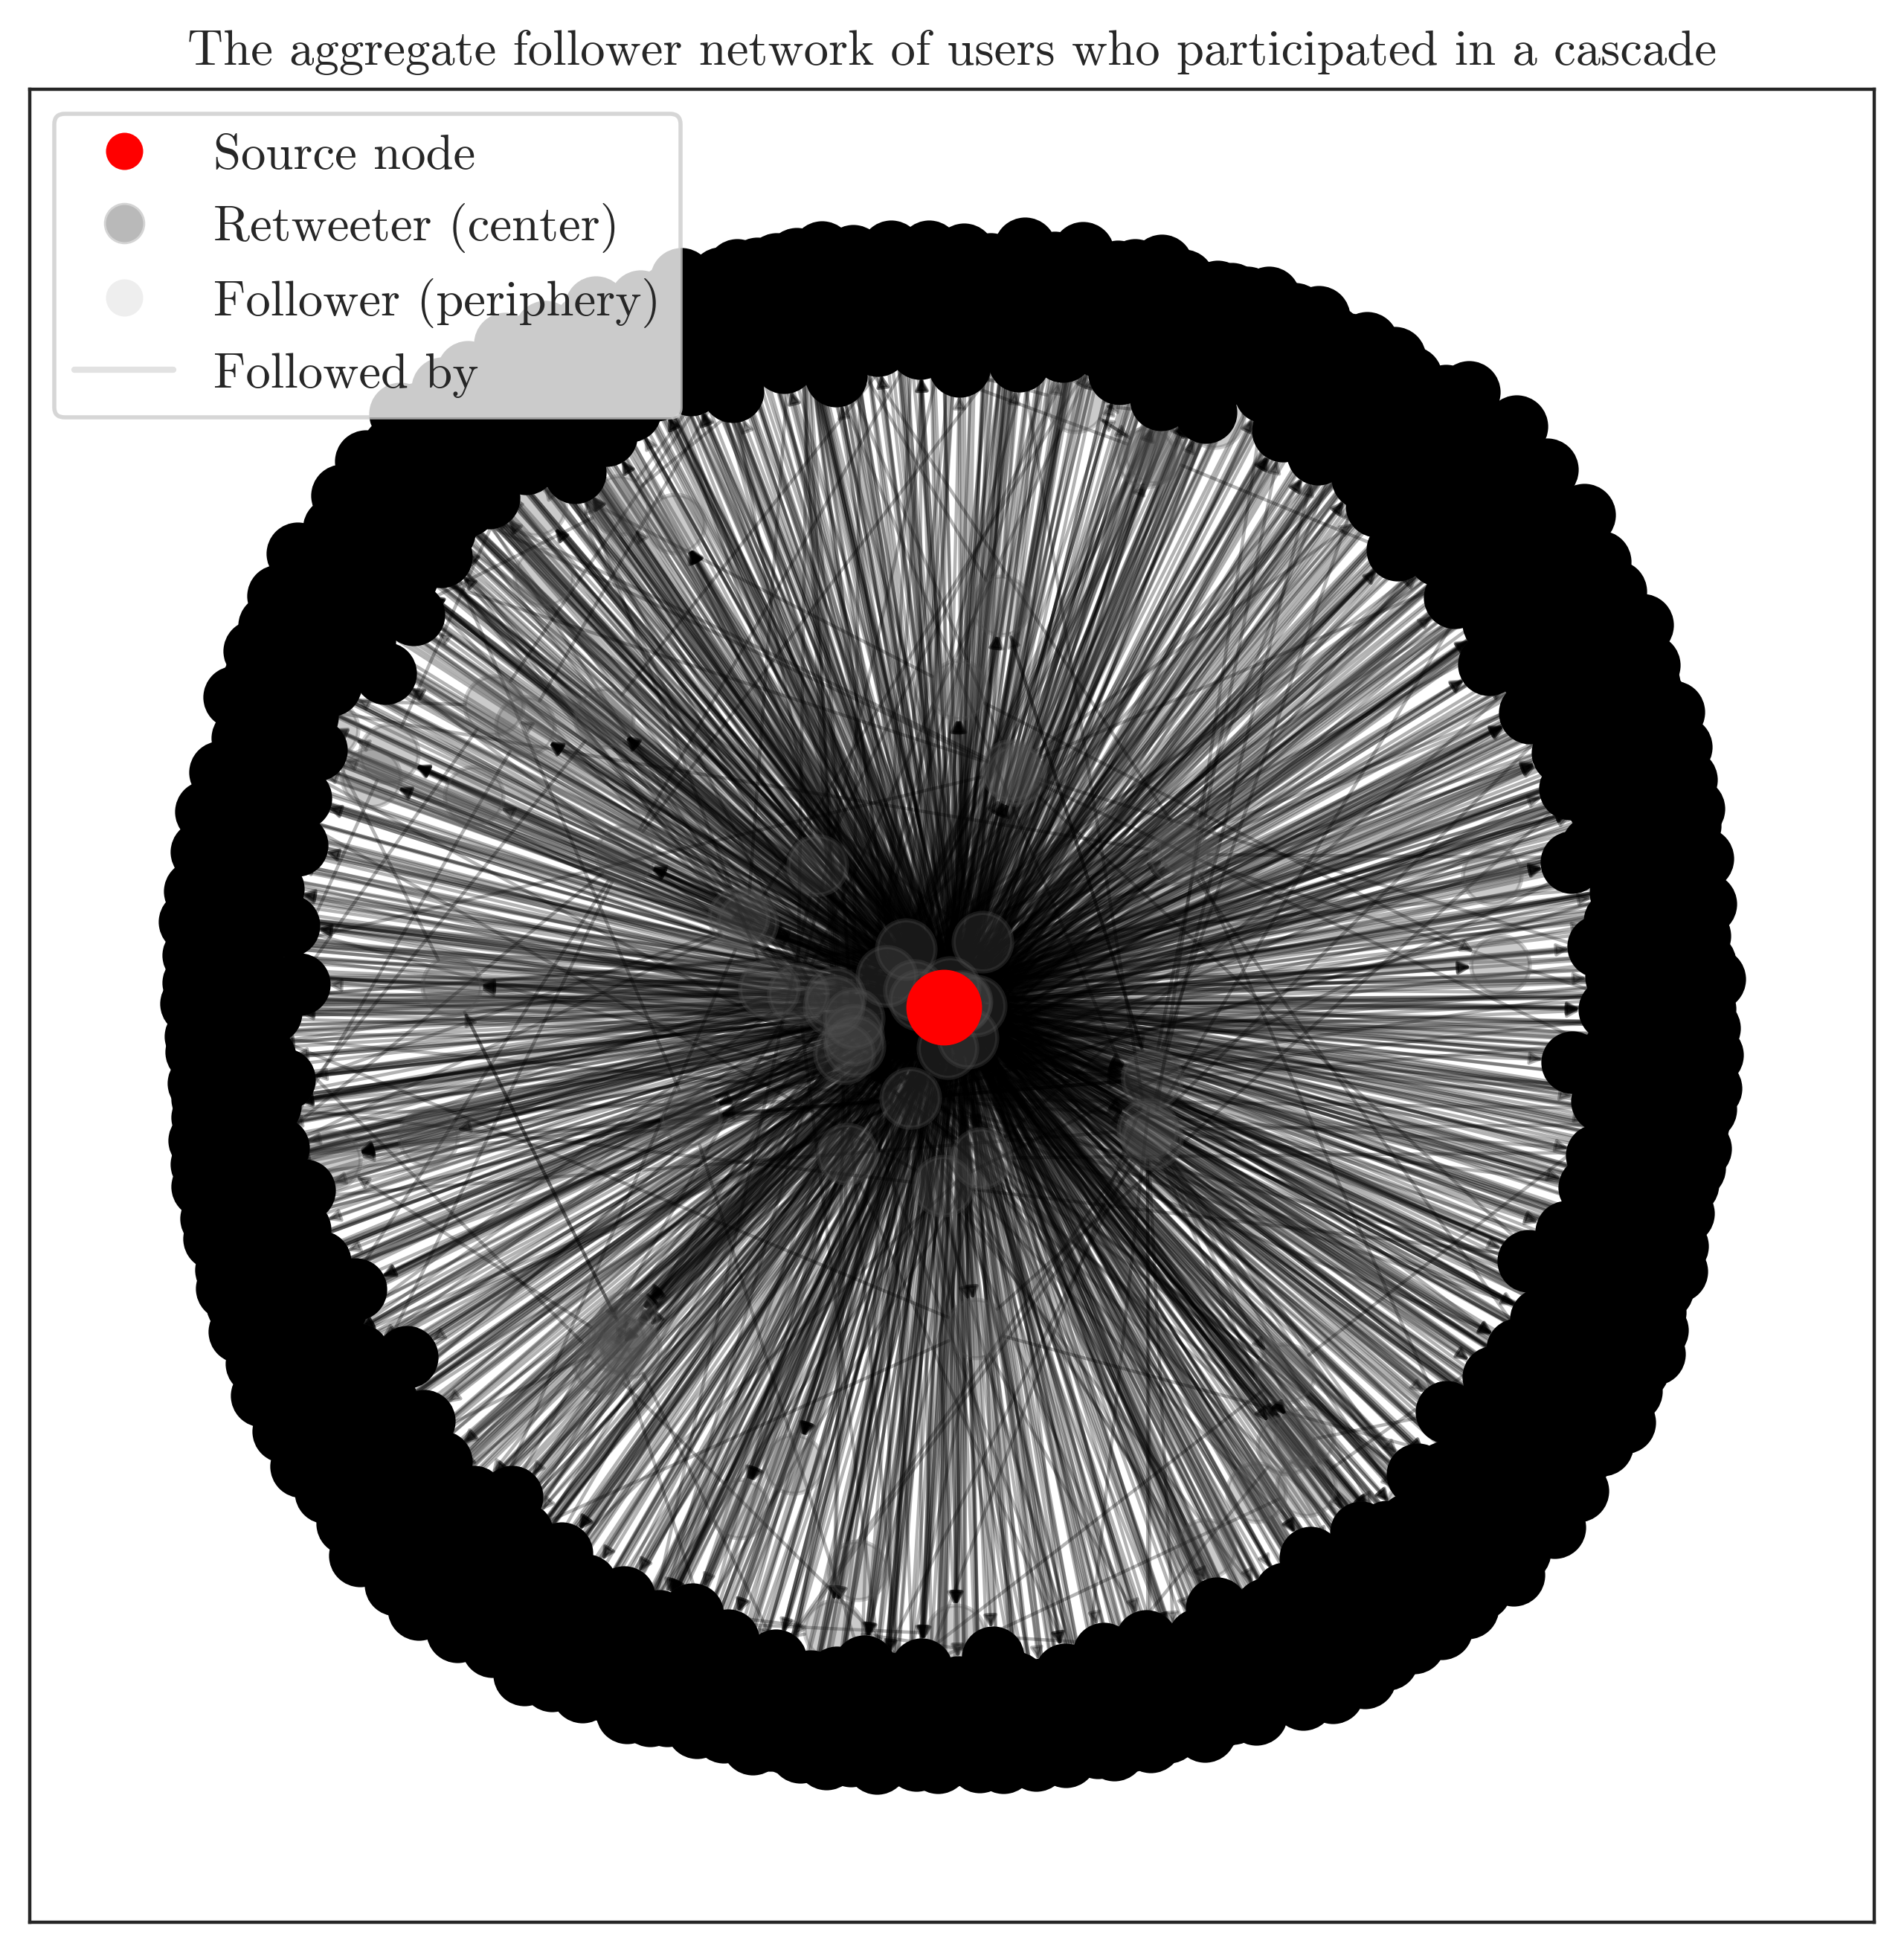 The aggregate follower network of users who participated in a cascade
Source node
Retweeter (center)
Follower (periphery)
Followed by